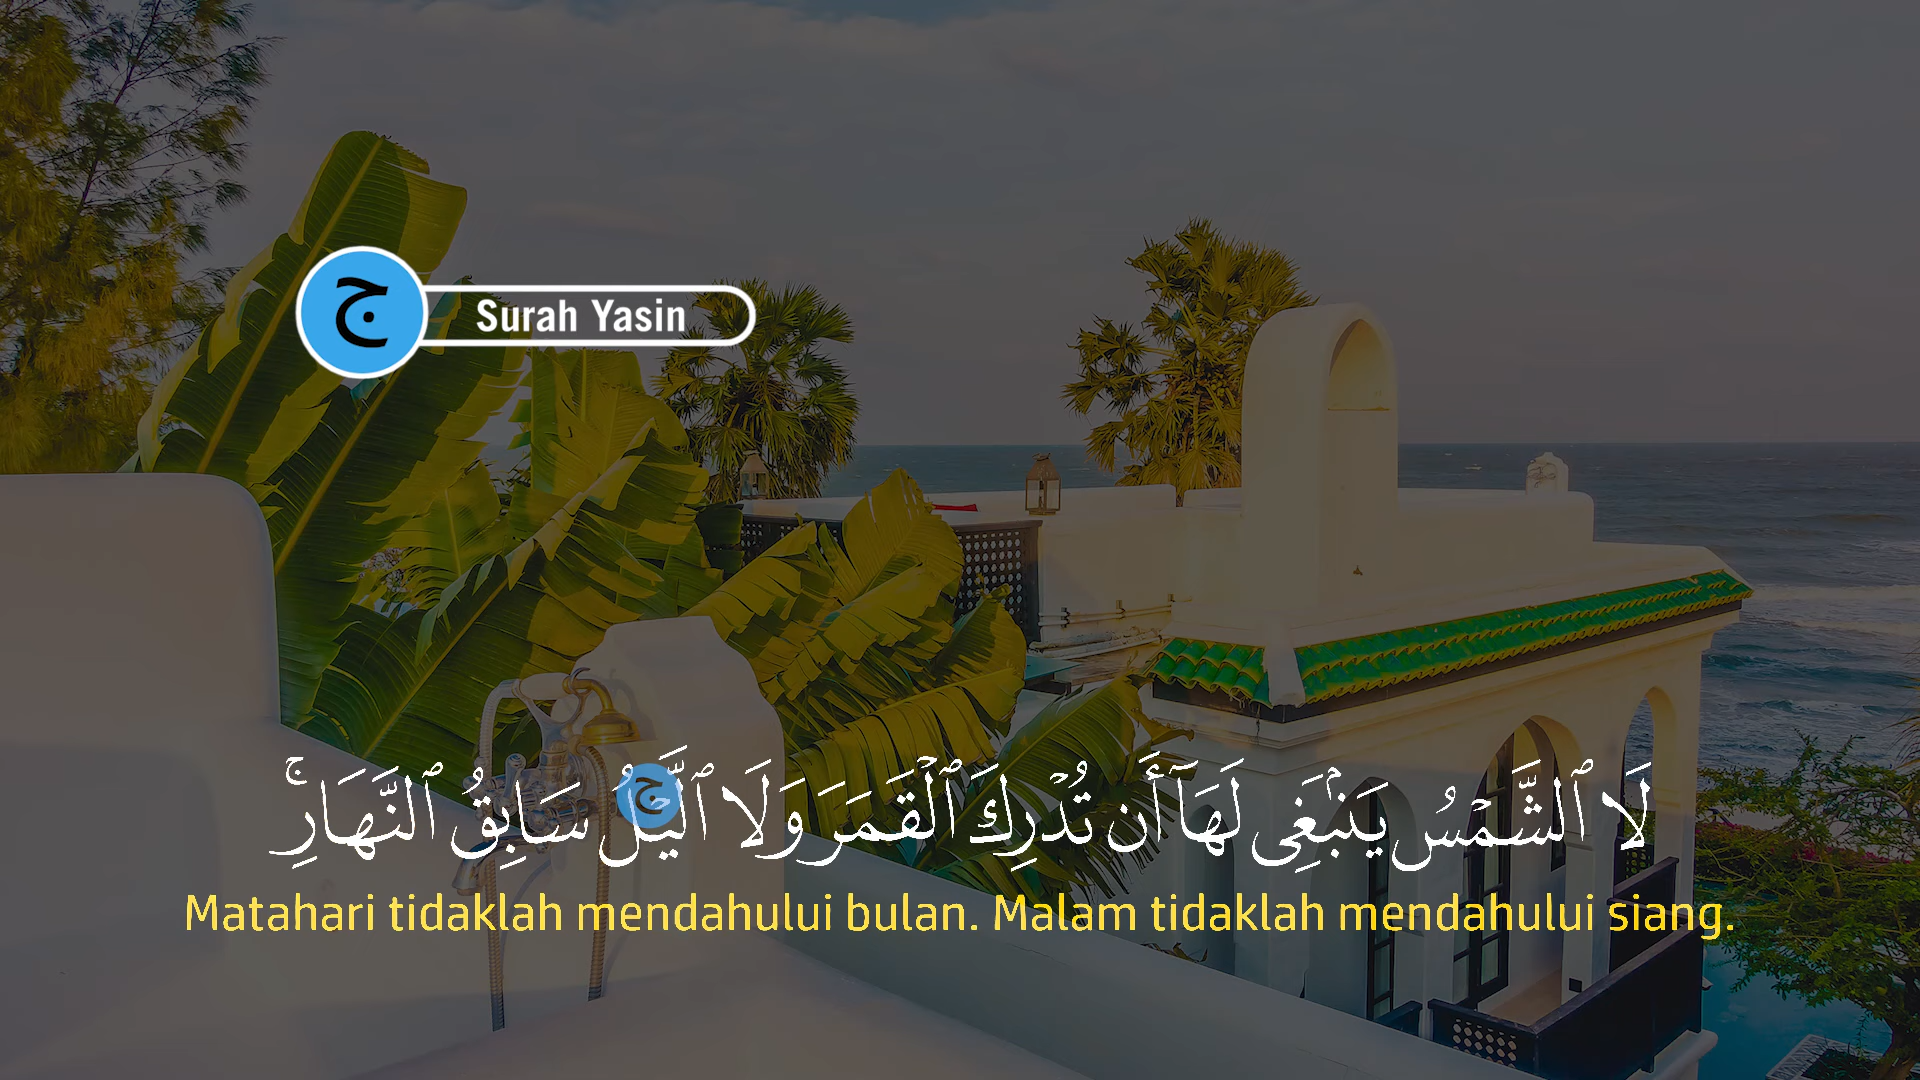 ج
Surah Yasin
لَا ٱلشَّمْسُ يَنۢبَغِى لَهَآ أَن تُدْرِكَ ٱلْقَمَرَ وَلَا ٱلَّيْلُ سَابِقُ ٱلنَّهَارِ ۚ
ج
Matahari tidaklah mendahului bulan. Malam tidaklah mendahului siang.